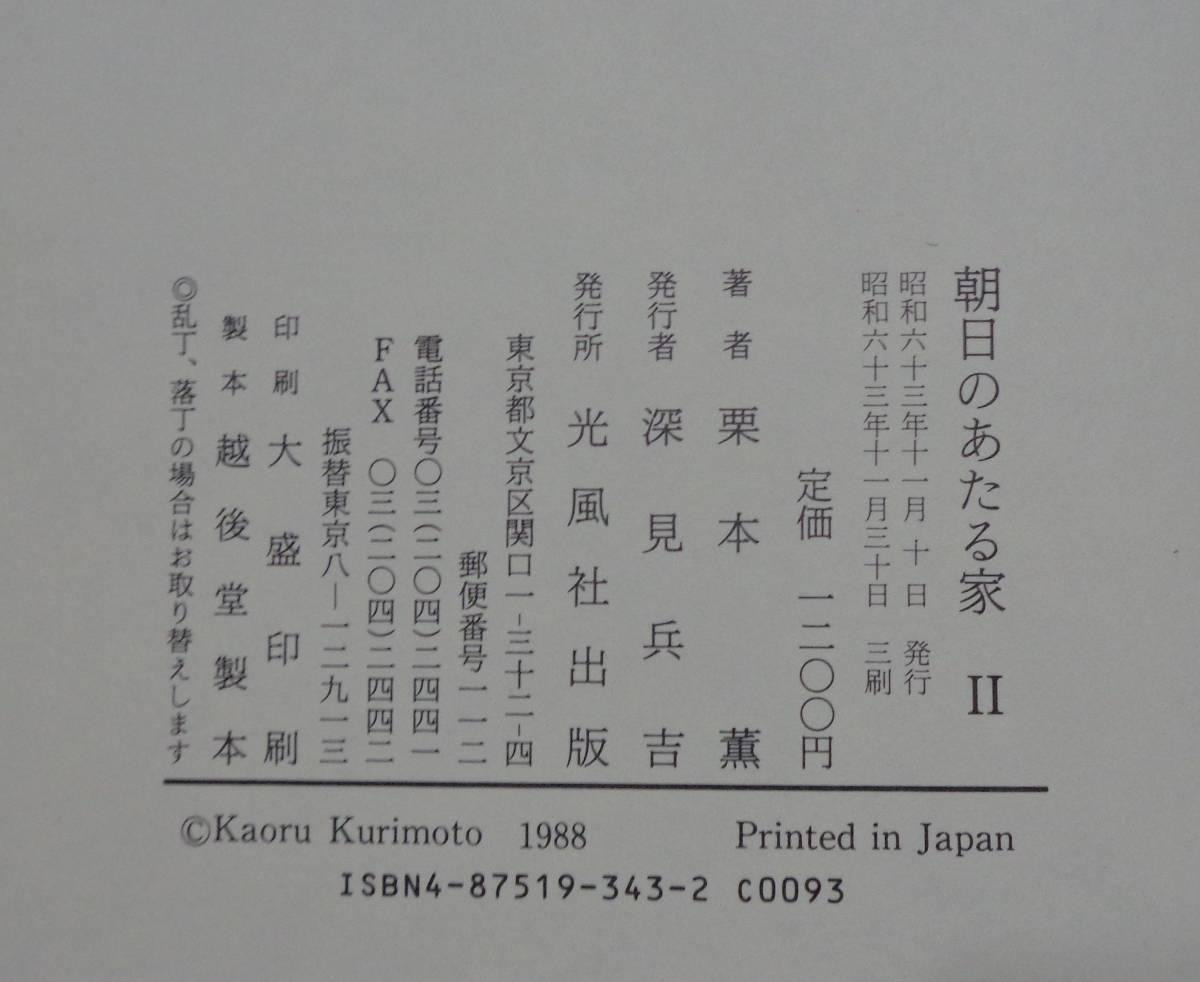 朝日のあたる家 II
昭和六十三年十一月 十日 発行
昭和六十三年十一月三十日 三刷
定価 一二〇〇円
著者 栗本薫
発行者 深見兵吉
発行所 光風社出版
東京都文京区関口一-三十二-四
郵便番号一一二
電話番号〇三(二〇四)二四四一
FAX 〇三(二〇四)二四四二
振替東京八―一二九一三
印刷 大盛印刷
製本 越後堂製本
◎乱丁、落丁の場合はお取り替えします
©Kaoru Kurimoto 1988 Printed in Japan
ISBN4-87519-343-2 C0093